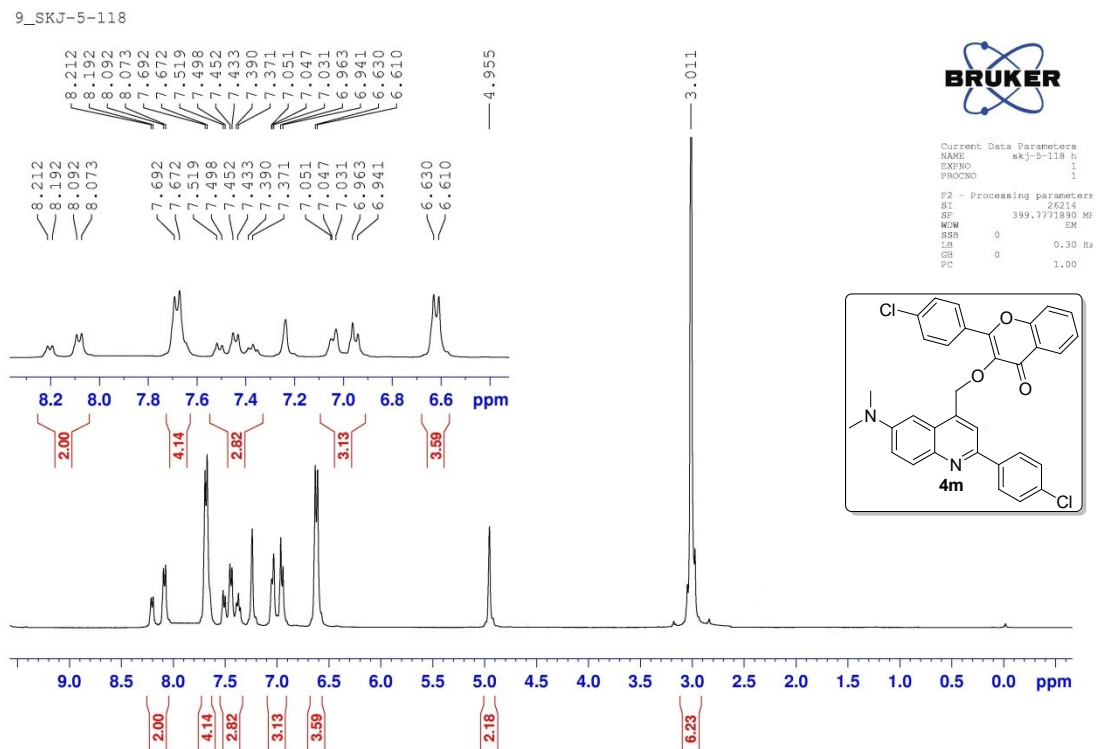 9_SKJ-5-118
8.212
8.192
8.092
8.073
7.692
7.672
7.519
7.498
7.452
7.433
7.390
7.371
7.051
7.047
7.031
6.963
6.941
6.630
6.610
4.955
3.011
BRUKER
Current Data Parameters
NAME skj-5-118 h
EXPNO 1
PROCNO 1
F2 - Processing parameters
SI 26214
SF 399.7771890 MH
WDW EM
SSB 0
LB 0.30 Hz
GB 0
PC 1.00
8.212
8.192
8.092
8.073
7.692
7.672
7.519
7.498
7.452
7.433
7.390
7.371
7.051
7.047
7.031
6.963
6.941
6.630
6.610
8.2 8.0 7.8 7.6 7.4 7.2 7.0 6.8 6.6 ppm
2.00 4.14 2.82 3.13 3.59
Cl
O
O
O
N
N
4m
Cl
9.0 8.5 8.0 7.5 7.0 6.5 6.0 5.5 5.0 4.5 4.0 3.5 3.0 2.5 2.0 1.5 1.0 0.5 0.0 ppm
2.00 4.14 2.82 3.13 3.59 2.18 6.23